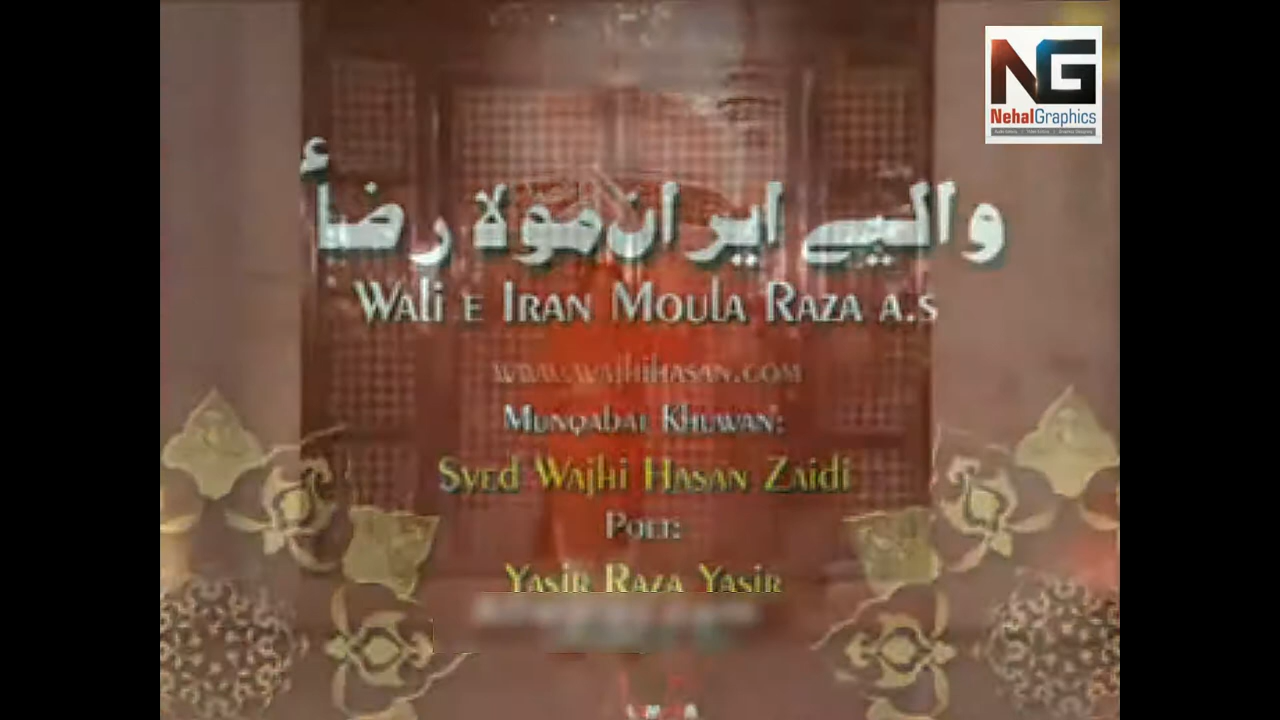 NG
NehalGraphics
والیے ایران مولا رضاؑ
Wali e Iran Moula Raza a.s
www.wajhihasan.com
Munqabat Khuwan:
Syed Wajhi Hasan Zaidi
Poet:
Yasir Raza Yasir